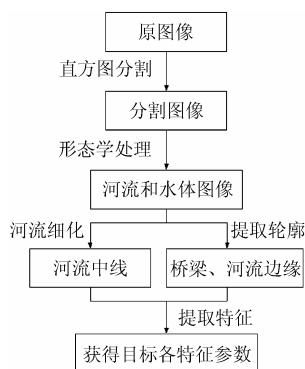 原图像
直方图分割
分割图像
形态学处理
河流和水体图像
河流细化
提取轮廓
河流中线
桥梁、河流边缘
提取特征
获得目标各特征参数